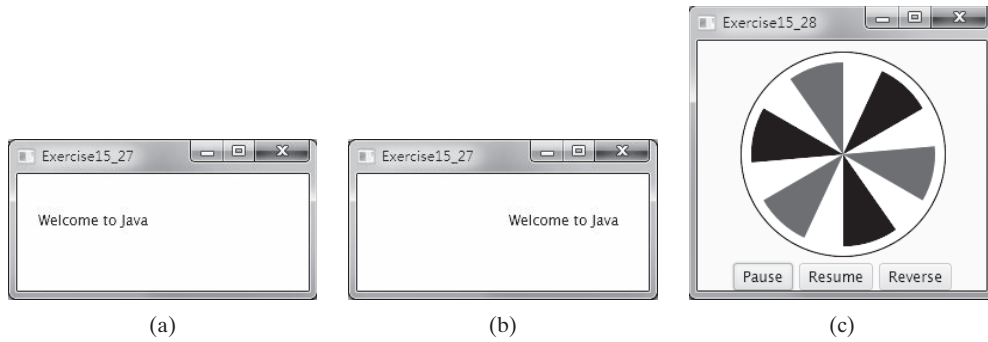 Exercise15_27
Welcome to Java
(a)
Exercise15_27
Welcome to Java
(b)
Exercise15_28
Pause Resume Reverse
(c)